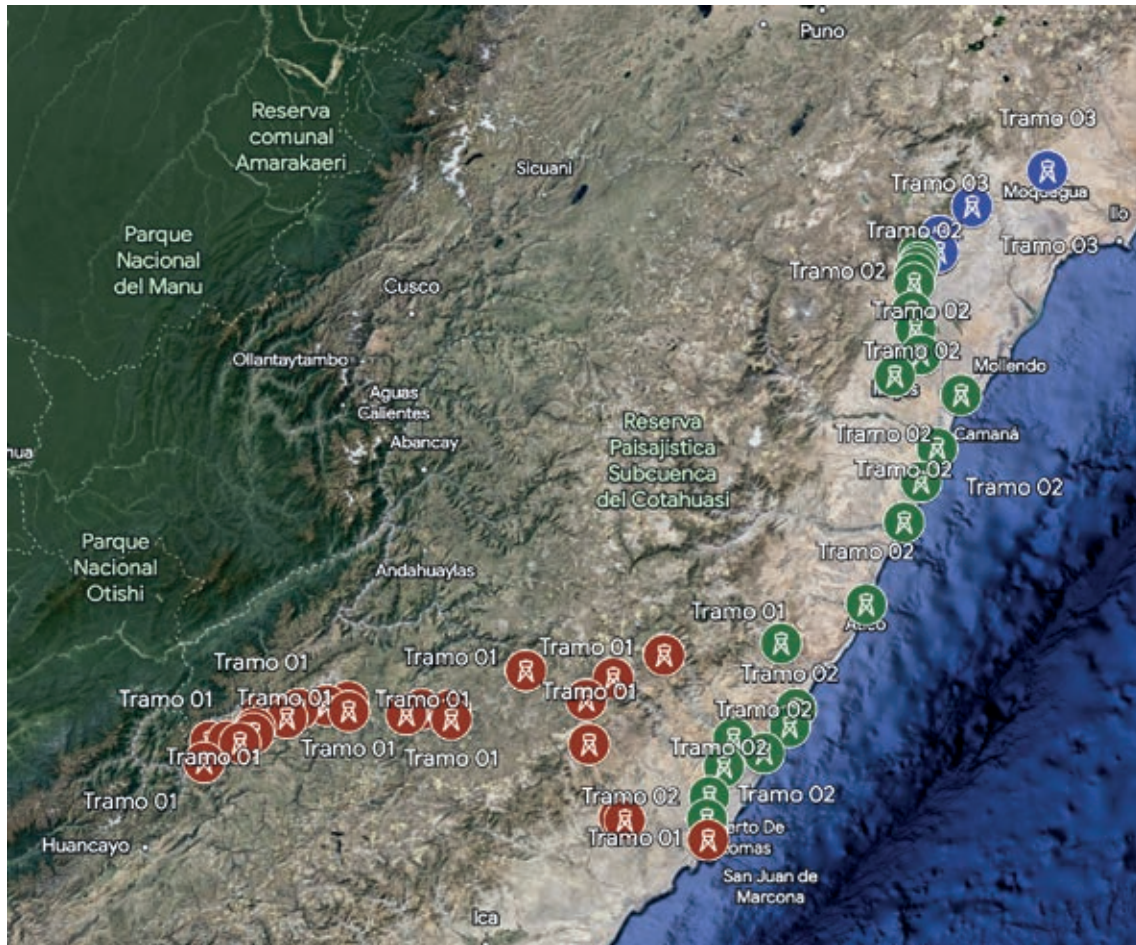 Puno
Tramo 03
Reserva
comunal
Amarakaeri
Sicuani
Tramo 03
Moquegua
Ilo
Parque
Nacional
del Manu
Tramo 02
Tramo 03
Tramo 02
Cusco
Tramo 02
Ollantaytambo
Tramo 02
Mollendo
Aguas
Calientes
Reserva
Paisajística
Subcuenca
del Cotahuasi
Abancay
Tramo 02
Camaná
Tramo 02
Tramo 02
Parque
Nacional
Otishi
Tramo 02
Andahuaylas
Tramo 01
Tramo 01
Tramo 01
Tramo 01
Tramo 02
Tramo 01
Tramo 01
Tramo 01
Tramo 01
Tramo 02
Tramo 01
Tramo 01
Tramo 02
Tramo 01
Tramo 01
Tramo 02
Tramo 02
Huancayo
Tramo 01
De
San Juan de
Marcona
Ica